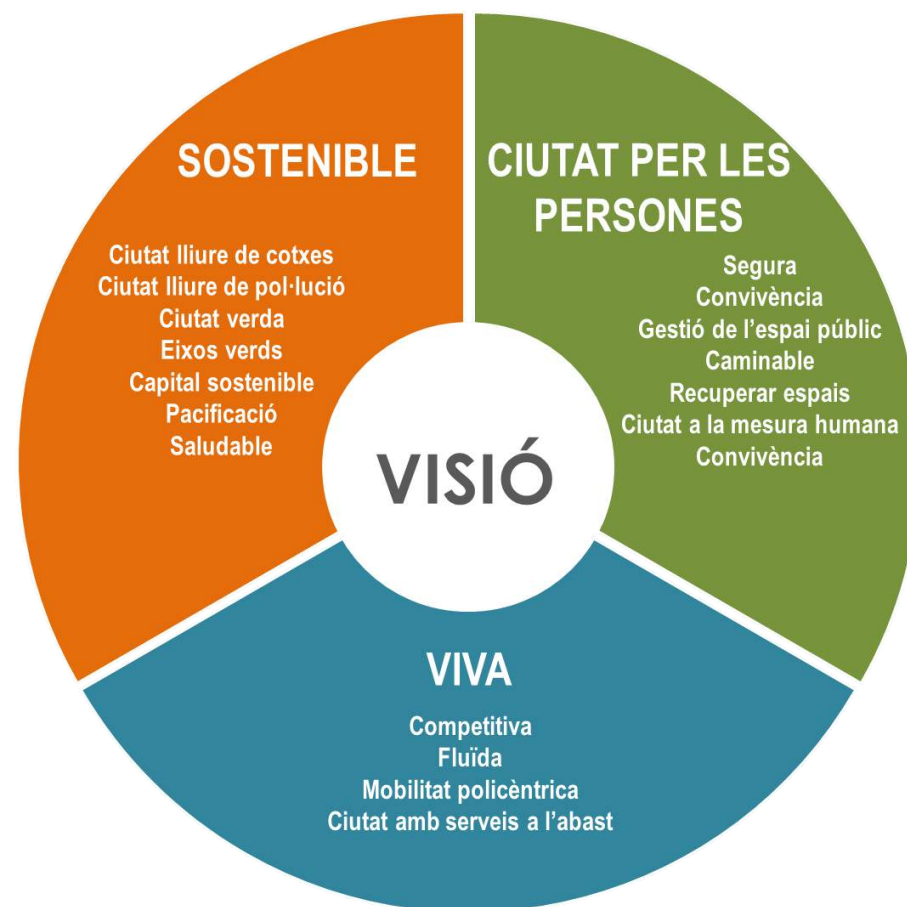 SOSTENIBLE
Ciutat lliure de cotxes
Ciutat lliure de pol·lució
Ciutat verda
Eixos verds
Capital sostenible
Pacificació
Saludable
CIUTAT PER LES
PERSONES
Segura
Convivència
Gestió de l’espai públic
Caminable
Recuperar espais
Ciutat a la mesura humana
Convivència
VISIÓ
VIVA
Competitiva
Fluïda
Mobilitat policèntrica
Ciutat amb serveis a l’abast